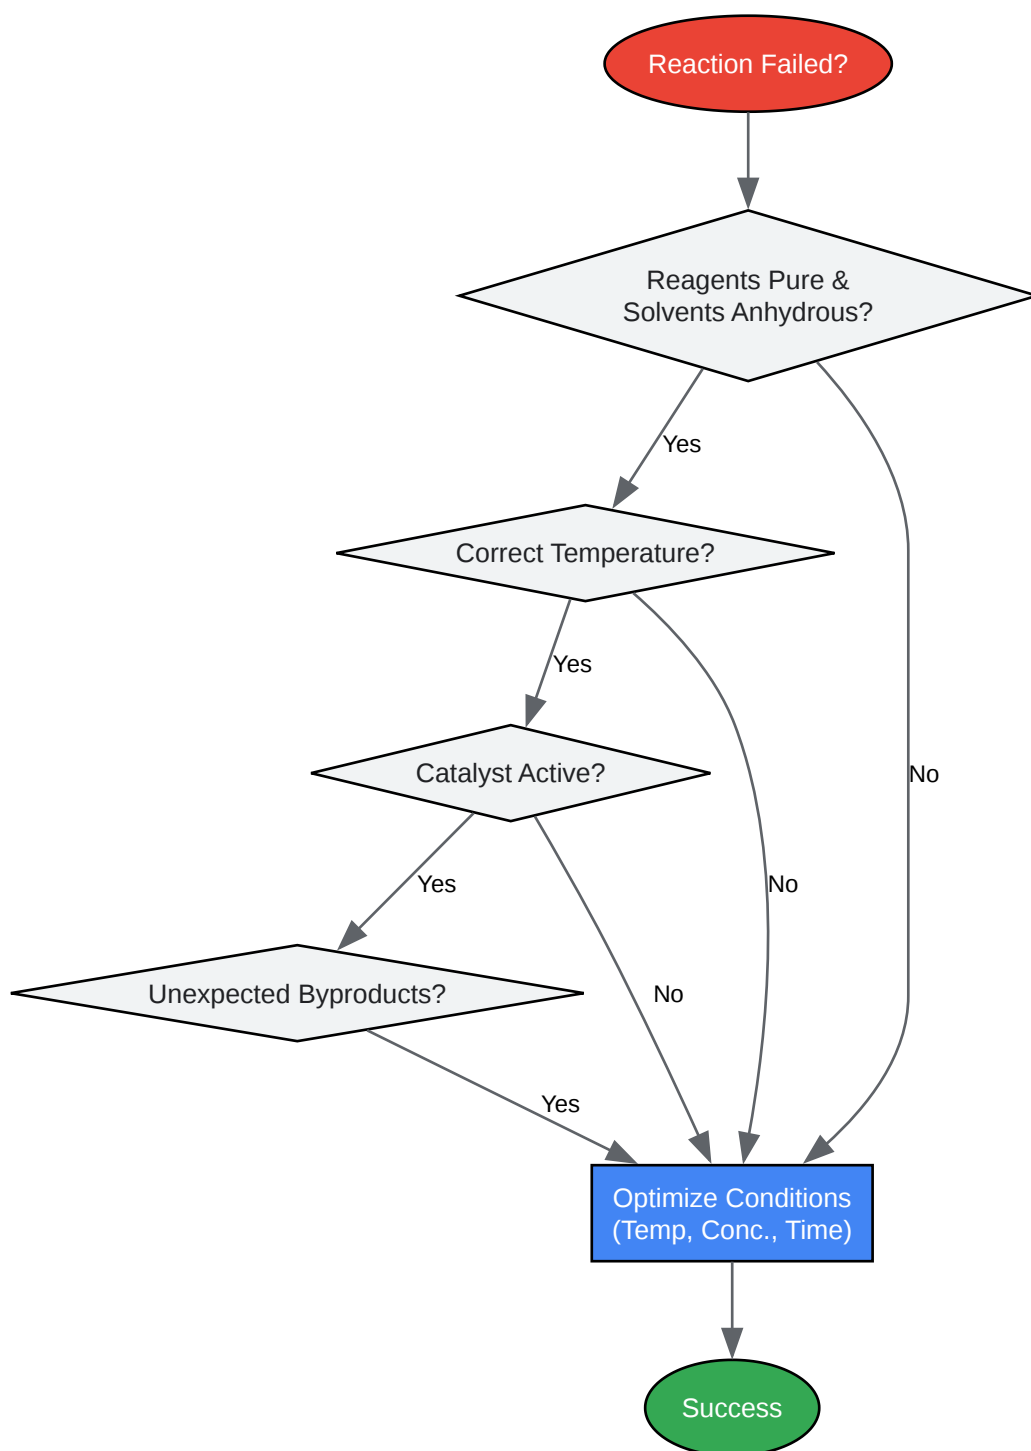 Reaction Failed?
Reagents Pure &
Solvents Anhydrous?
Yes
Correct Temperature?
Yes
Catalyst Active?
No
Yes
No
Unexpected Byproducts?
No
Yes
Optimize Conditions
(Temp, Conc., Time)
Success